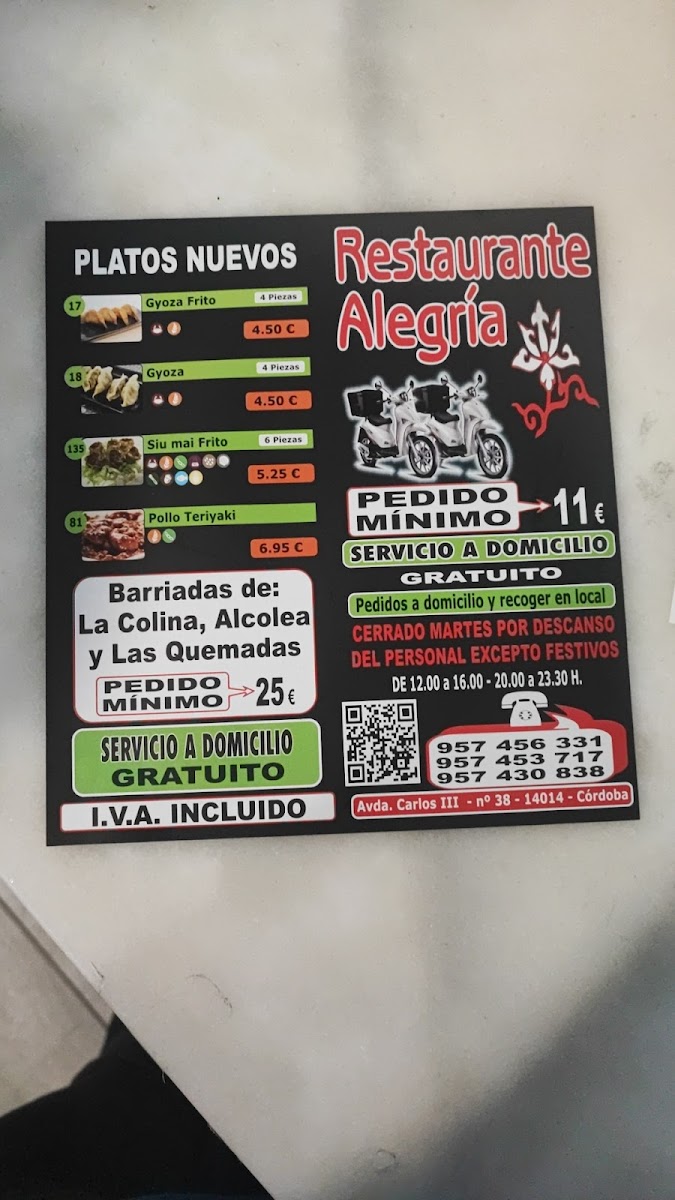 PLATOS NUEVOS
17
Gyoza Frito
4 Piezas
4.50 €
18
Gyoza
4 Piezas
4.50 €
135
Siu mai Frito
6 Piezas
5.25 €
81
Pollo Teriyaki
6.95 €
Barriadas de:
La Colina, Alcolea
y Las Quemadas
PEDIDO
MÍNIMO
25 €
SERVICIO A DOMICILIO
GRATUITO
I.V.A. INCLUIDO
Restaurante
Alegría
PEDIDO
MÍNIMO
11 €
SERVICIO A DOMICILIO
GRATUITO
Pedidos a domicilio y recoger en local
CERRADO MARTES POR DESCANSO
DEL PERSONAL EXCEPTO FESTIVOS
DE 12.00 a 16.00 - 20.00 a 23.30 H.
957 456 331
957 453 717
957 430 838
Avda. Carlos III - nº 38 - 14014 - Córdoba